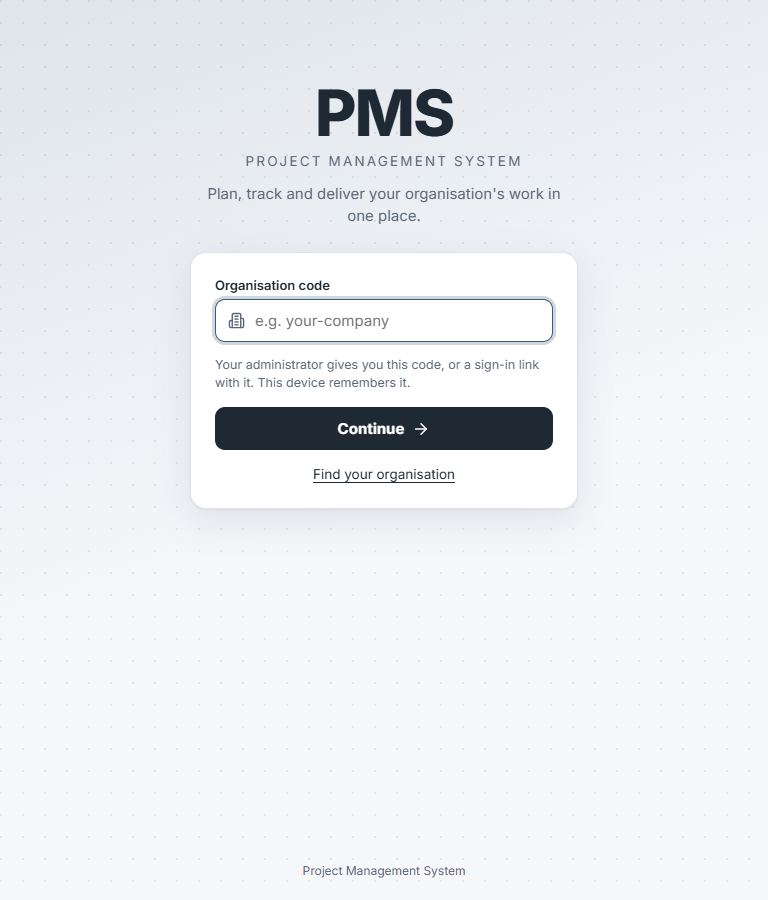 PMS
PROJECT MANAGEMENT SYSTEM
Plan, track and deliver your organisation's work in
one place.
Organisation code
e.g. your-company
Your administrator gives you this code, or a sign-in link
with it. This device remembers it.
Continue →
Find your organisation
Project Management System